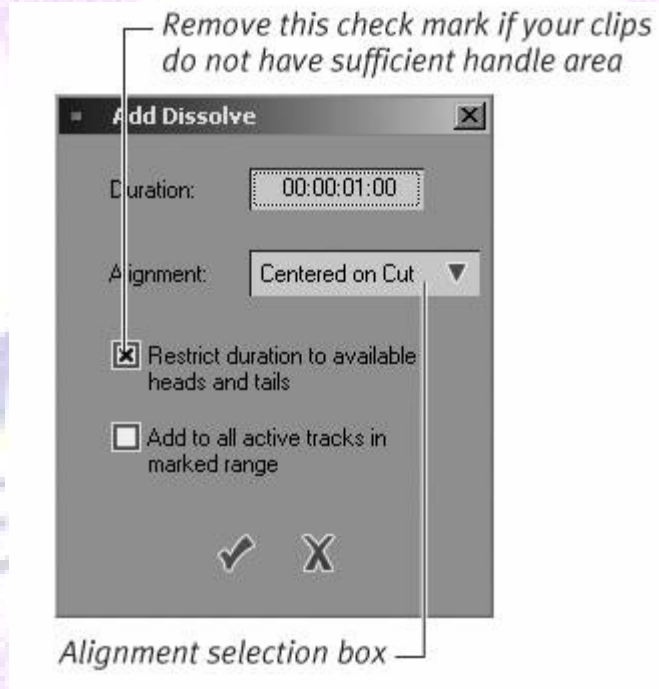 Remove this check mark if your clips
do not have sufficient handle area
Add Dissolve
Duration: 00:00:01:00
Alignment: Centered on Cut
Restrict duration to available
heads and tails
Add to all active tracks in
marked range
Alignment selection box